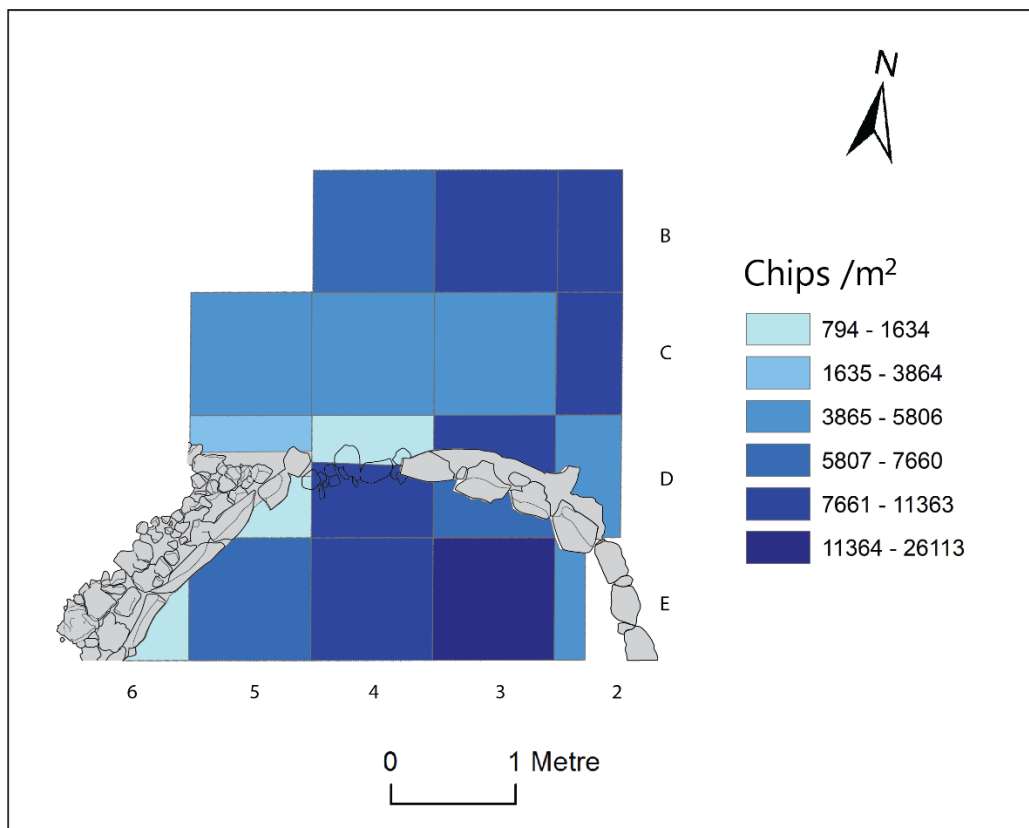 N
B
C
D
E
6 5 4 3 2
0 1 Metre
Chips /m²
794 - 1634
1635 - 3864
3865 - 5806
5807 - 7660
7661 - 11363
11364 - 26113